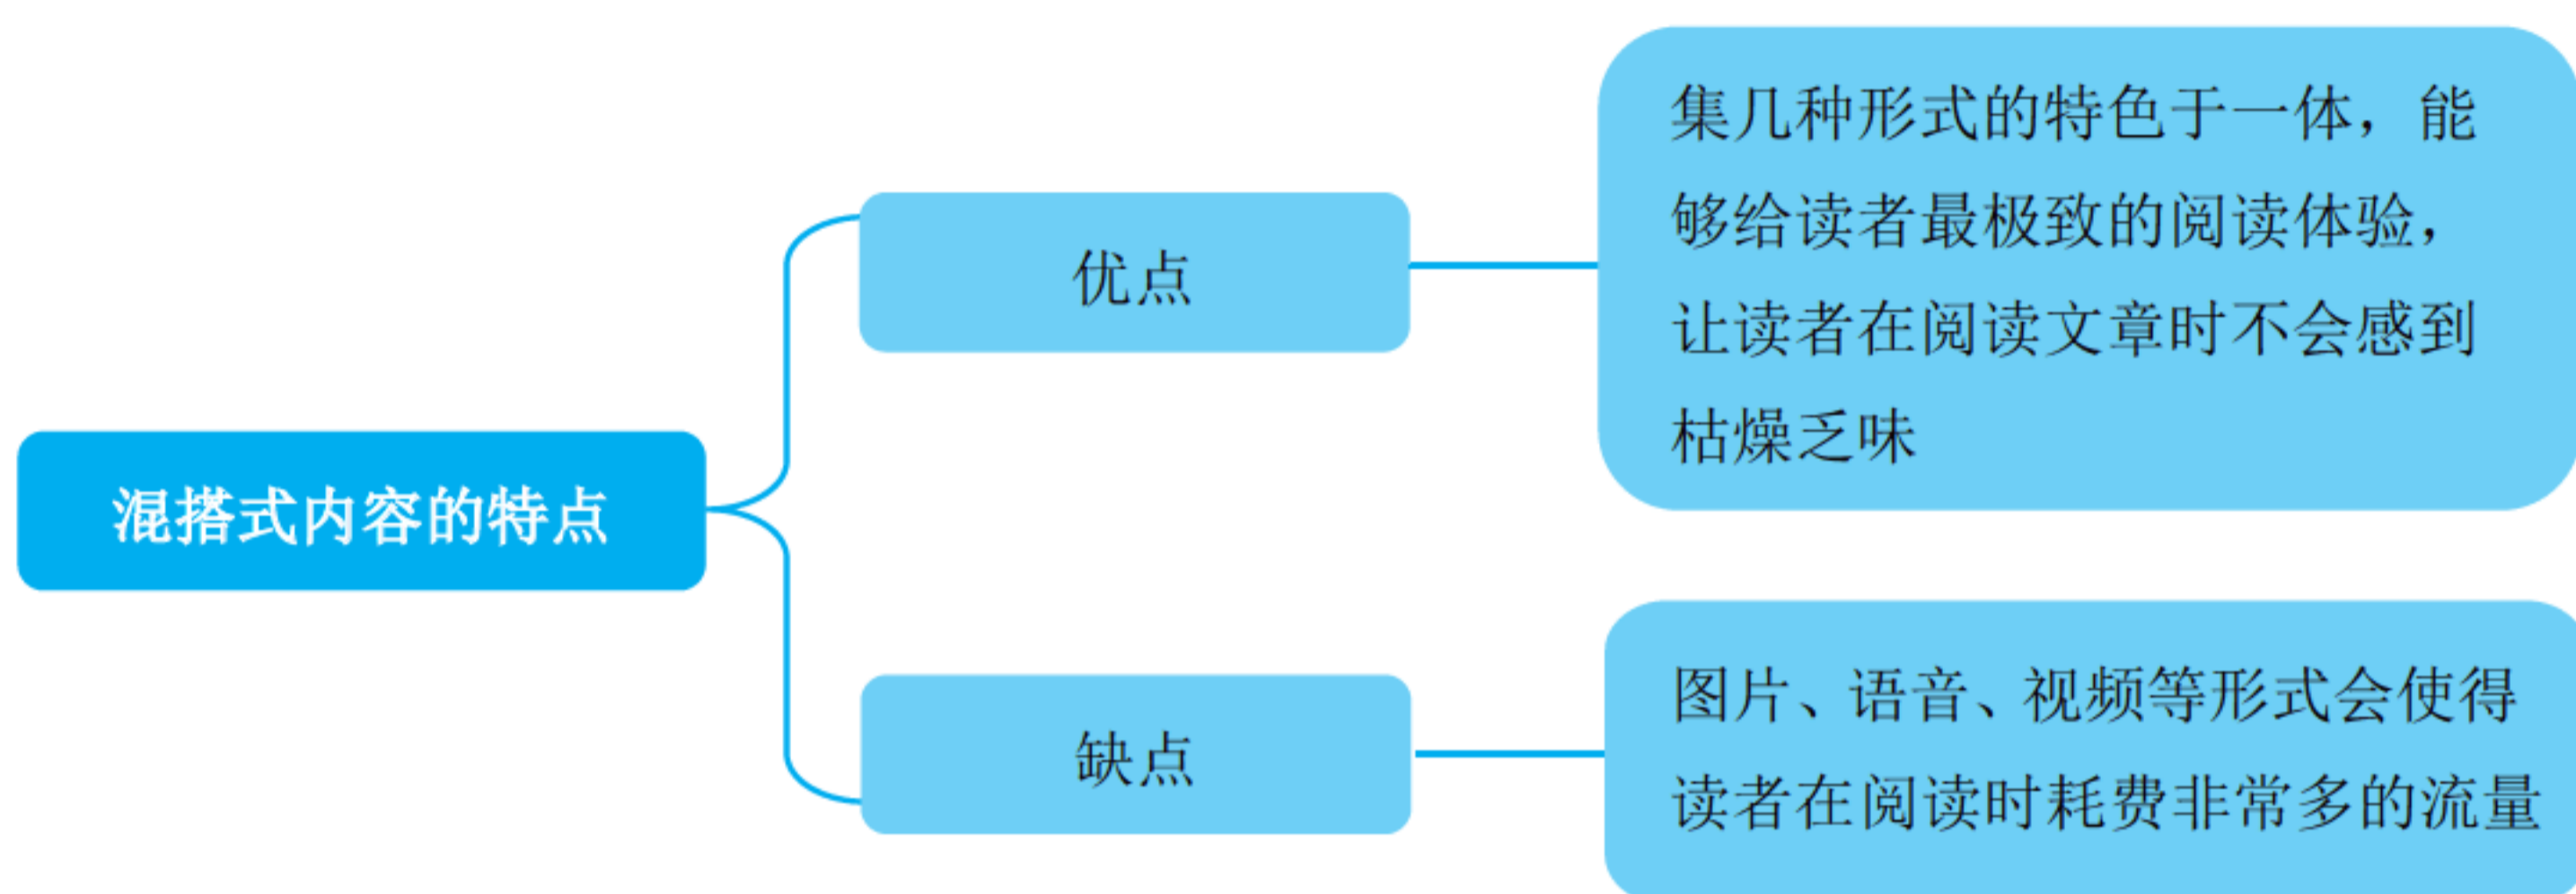 混搭式内容的特点
优点
集几种形式的特色于一体，能
够给读者最极致的阅读体验，
让读者在阅读文章时不会感到
枯燥乏味
缺点
图片、语音、视频等形式会使得
读者在阅读时耗费非常多的流量